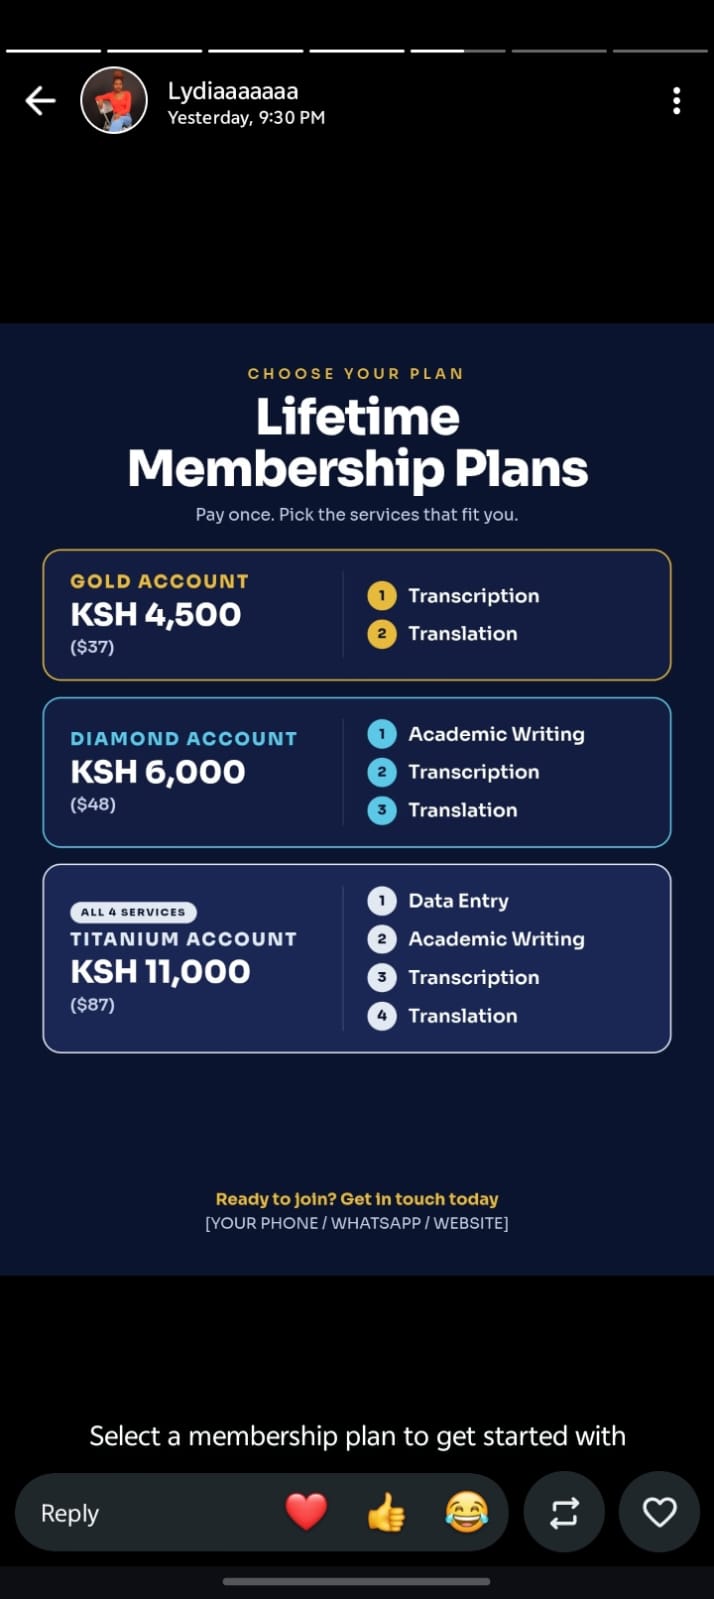 Lydiaaaaaaa
Yesterday, 9:30 PM
CHOOSE YOUR PLAN
Lifetime
Membership Plans
Pay once. Pick the services that fit you.
GOLD ACCOUNT
KSH 4,500
($37)
1 Transcription
2 Translation
DIAMOND ACCOUNT
KSH 6,000
($48)
1 Academic Writing
2 Transcription
3 Translation
ALL 4 SERVICES
TITANIUM ACCOUNT
KSH 11,000
($87)
1 Data Entry
2 Academic Writing
3 Transcription
4 Translation
Ready to join? Get in touch today
[YOUR PHONE / WHATSAPP / WEBSITE]
Select a membership plan to get started with
Reply